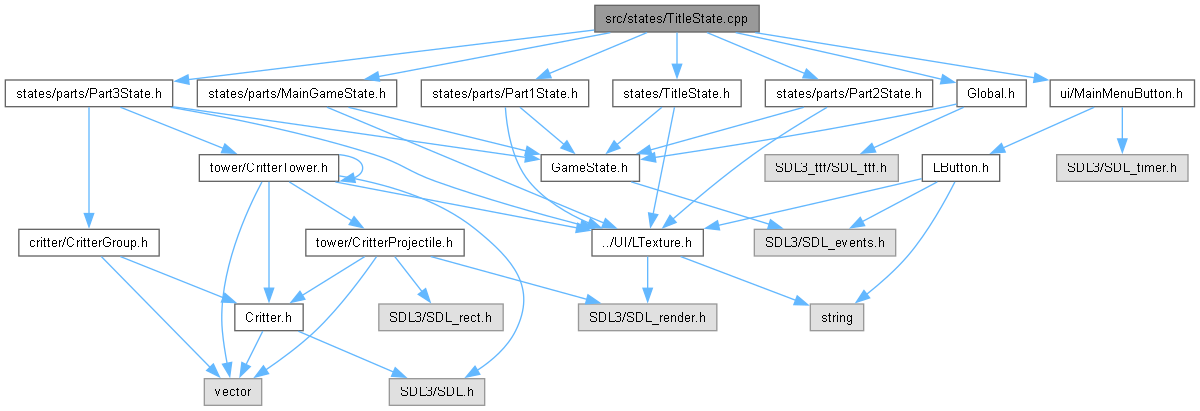 src/states/TitleState.cpp
states/parts/Part3State.h
states/parts/MainGameState.h
states/parts/Part1State.h
states/TitleState.h
states/parts/Part2State.h
Global.h
ui/MainMenuButton.h
tower/CritterTower.h
GameState.h
SDL3_ttf/SDL_ttf.h
LButton.h
SDL3/SDL_timer.h
critter/CritterGroup.h
tower/CritterProjectile.h
../UI/LTexture.h
SDL3/SDL_events.h
Critter.h
SDL3/SDL_rect.h
SDL3/SDL_render.h
string
vector
SDL3/SDL.h